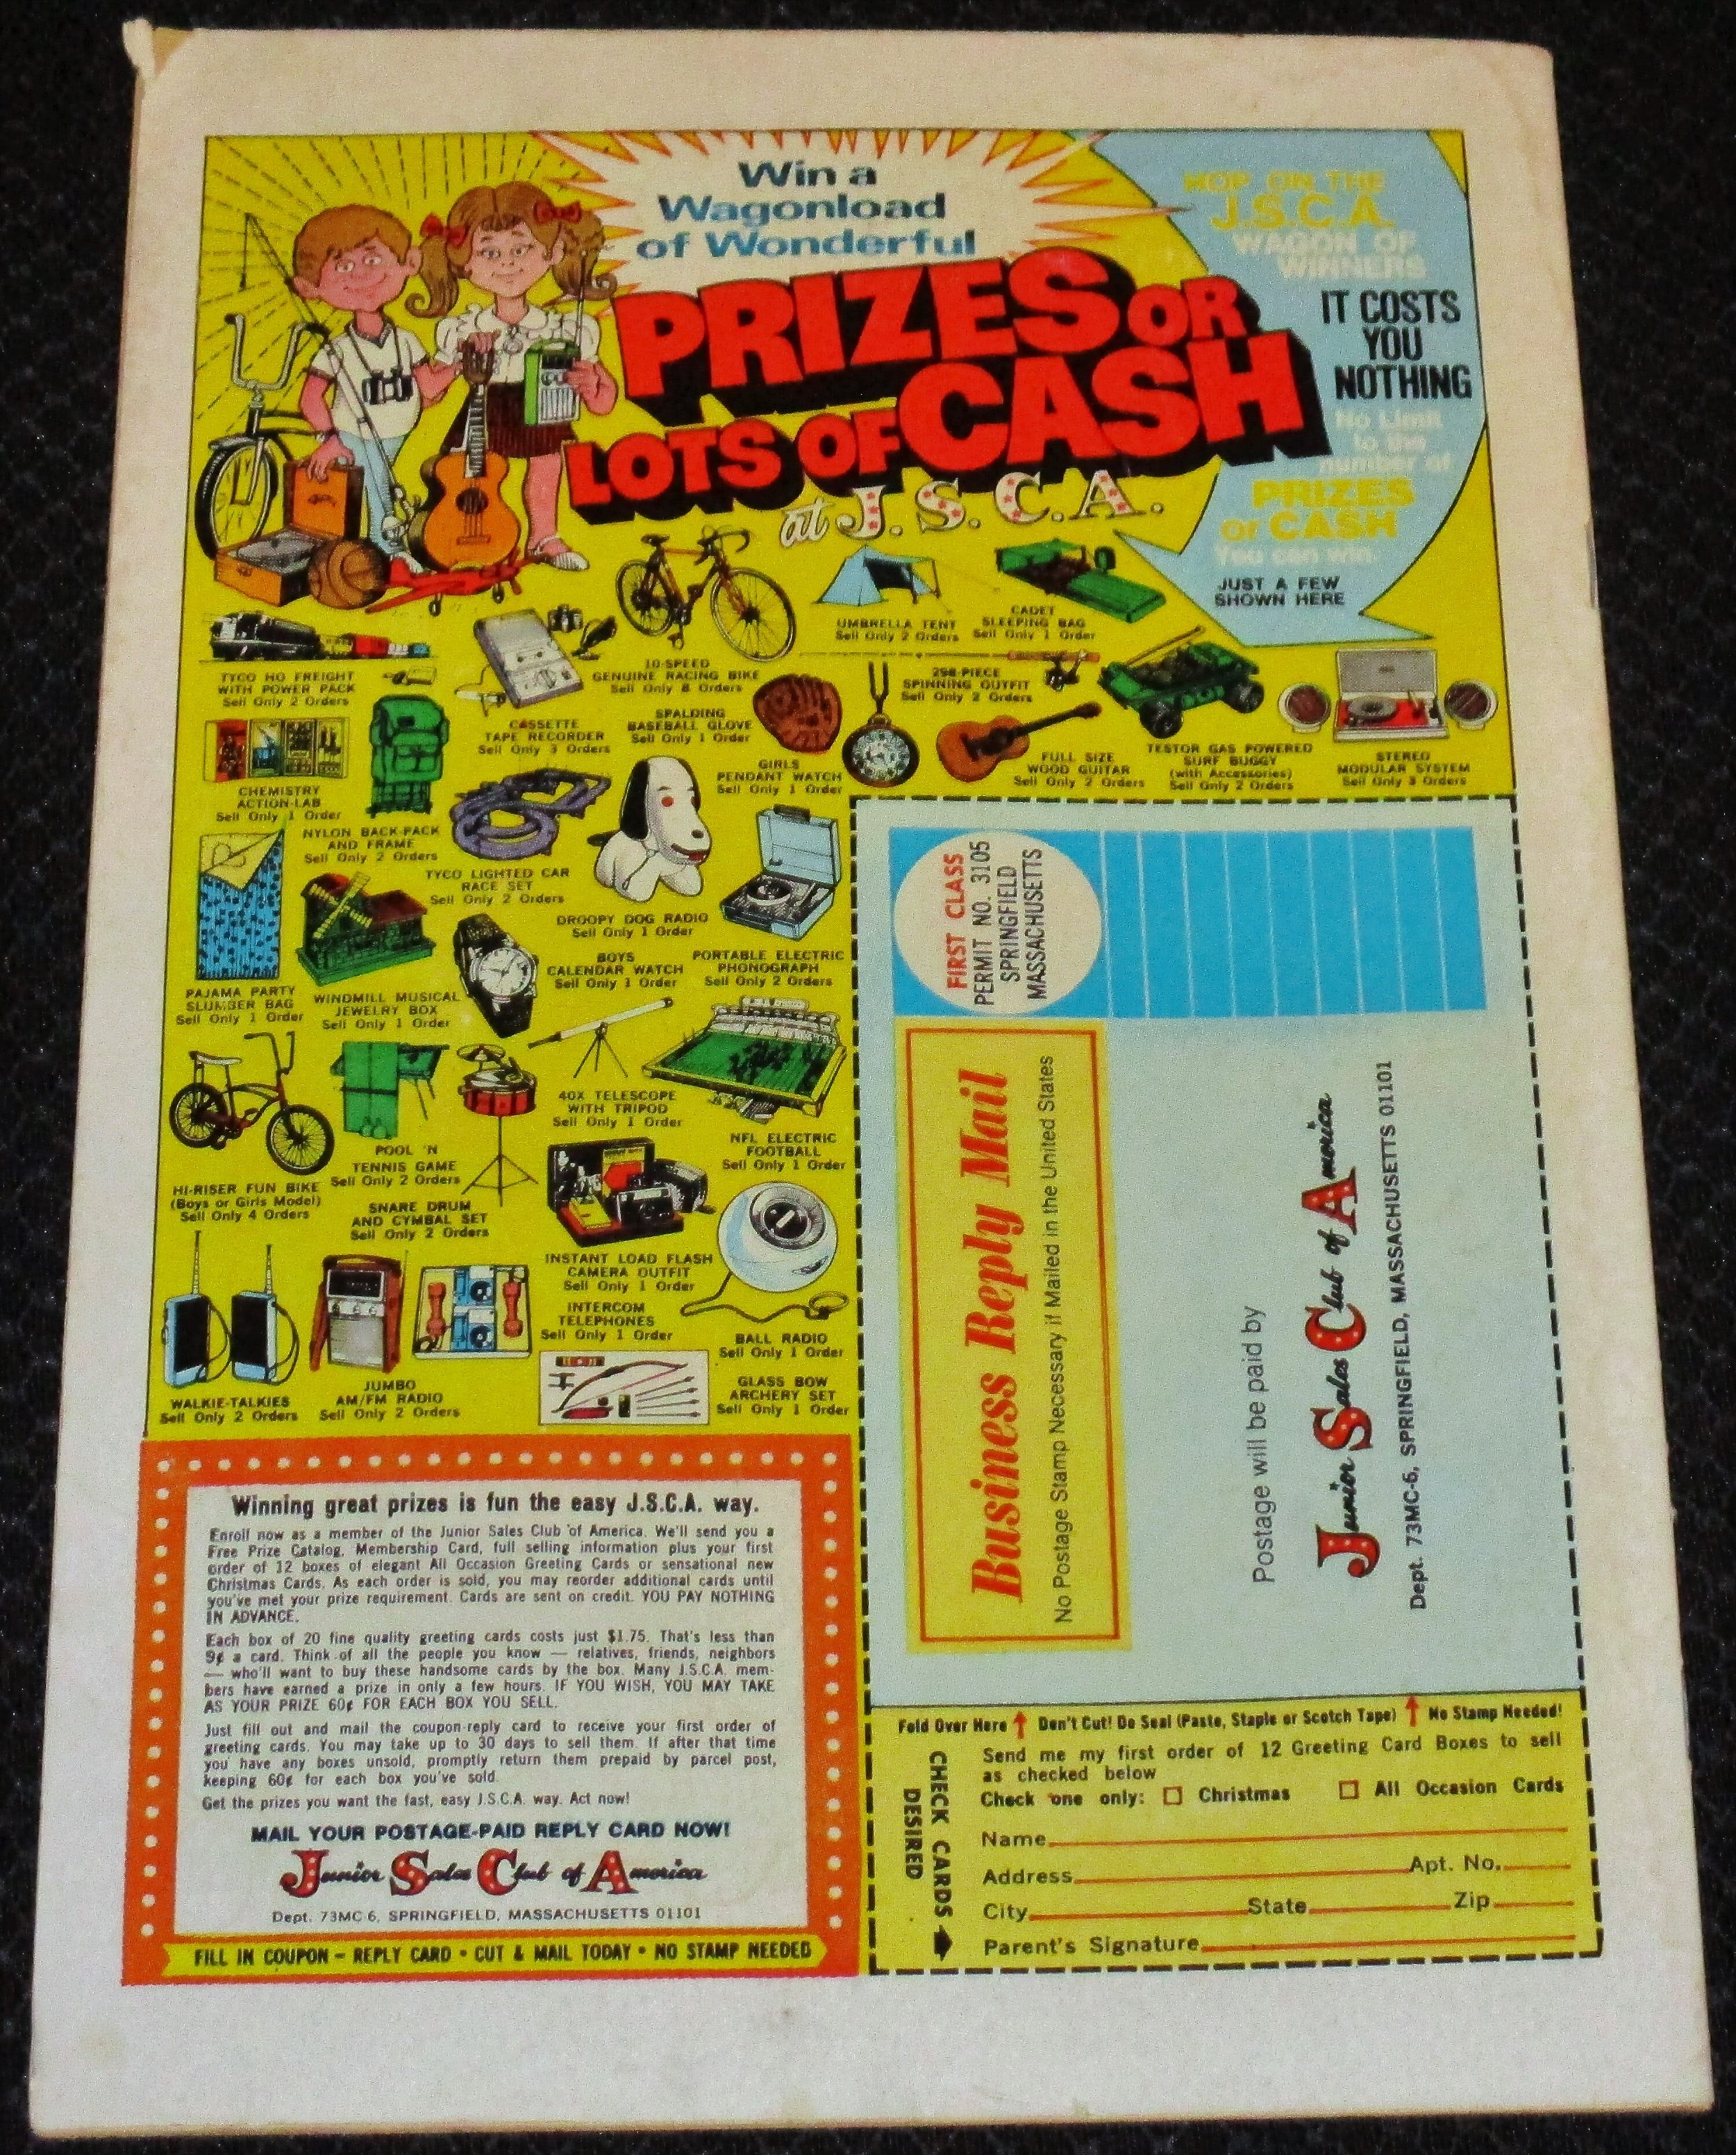 Win a
Wagonload
of Wonderful
PRIZES OR
LOTS OF CASH
at J.S.C.A.
HOP ON THE
J.S.C.A.
WAGON OF
WINNERS
IT COSTS
YOU
NOTHING
No Limit
to the
number of
PRIZES
or CASH
You can win.
JUST A FEW
SHOWN HERE
UMBRELLA TENT
Sell Only 2 Orders
CADET
SLEEPING BAG
Sell Only 1 Order
TYCO HO FREIGHT
WITH POWER PACK
Sell Only 2 Orders
10-SPEED
GENUINE RACING BIKE
Sell Only 8 Orders
298-PIECE
SPINNING OUTFIT
Sell Only 2 Orders
CASSETTE
TAPE RECORDER
Sell Only 3 Orders
SPALDING
BASEBALL GLOVE
Sell Only 1 Order
GIRLS
PENDANT WATCH
Sell Only 1 Order
FULL SIZE
WOOD GUITAR
Sell Only 2 Orders
TESTOR GAS POWERED
SURF BUGGY
(with Accessories)
Sell Only 2 Orders
STEREO
MODULAR SYSTEM
Sell Only 3 Orders
CHEMISTRY
ACTION-LAB
Sell Only 1 Order
NYLON BACK-PACK
AND FRAME
Sell Only 2 Orders
TYCO LIGHTED CAR
RACE SET
Sell Only 2 Orders
DROOPY DOG RADIO
Sell Only 1 Order
PORTABLE ELECTRIC
PHONOGRAPH
Sell Only 2 Orders
BOYS
CALENDAR WATCH
Sell Only 1 Order
PAJAMA PARTY
SLUMBER BAG
Sell Only 1 Order
WINDMILL MUSICAL
JEWELRY BOX
Sell Only 1 Order
40X TELESCOPE
WITH TRIPOD
Sell Only 1 Order
NFL ELECTRIC
FOOTBALL
Sell Only 1 Order
POOL 'N
TENNIS GAME
Sell Only 2 Orders
HI-RISER FUN BIKE
(Boys or Girls Model)
Sell Only 4 Orders
SNARE DRUM
AND CYMBAL SET
Sell Only 2 Orders
INSTANT LOAD FLASH
CAMERA OUTFIT
Sell Only 1 Order
INTERCOM
TELEPHONES
Sell Only 1 Order
BALL RADIO
Sell Only 1 Order
WALKIE-TALKIES
Sell Only 2 Orders
JUMBO
AM/FM RADIO
Sell Only 2 Orders
GLASS BOW
ARCHERY SET
Sell Only 1 Order
Winning great prizes is fun the easy J.S.C.A. way.
Enroll now as a member of the Junior Sales Club of America. We'll send you a
Free Prize Catalog, Membership Card, full selling information plus your first
order of 12 boxes of elegant All Occasion Greeting Cards or sensational new
Christmas Cards. As each order is sold, you may reorder additional cards until
you've met your prize requirement. Cards are sent on credit. YOU PAY NOTHING
IN ADVANCE.
Each box of 20 fine quality greeting cards costs just $1.75. That's less than
9¢ a card. Think of all the people you know — relatives, friends, neighbors
— who'll want to buy these handsome cards by the box. Many J.S.C.A. mem-
bers have earned a prize in only a few hours. IF YOU WISH, YOU MAY TAKE
AS YOUR PRIZE 60¢ FOR EACH BOX YOU SELL.
Just fill out and mail the coupon-reply card to receive your first order of
greeting cards. You may take up to 30 days to sell them. If after that time
you have any boxes unsold, promptly return them prepaid by parcel post,
keeping 60¢ for each box you've sold.
Get the prizes you want the fast, easy J.S.C.A. way. Act now!
MAIL YOUR POSTAGE-PAID REPLY CARD NOW!
Junior Sales Club of America
Dept. 73MC-6, SPRINGFIELD, MASSACHUSETTS 01101
FILL IN COUPON – REPLY CARD • CUT & MAIL TODAY • NO STAMP NEEDED
FIRST CLASS
PERMIT NO. 3105
SPRINGFIELD
MASSACHUSETTS
Business Reply Mail
No Postage Stamp Necessary if Mailed in the United States
Postage will be paid by
Junior Sales Club of America
Dept. 73MC-6, SPRINGFIELD, MASSACHUSETTS 01101
Fold Over Here Don't Cut! Do Seal (Paste, Staple or Scotch Tape) No Stamp Needed!
CHECK CARDS
DESIRED
Send me my first order of 12 Greeting Card Boxes to sell
as checked below
Check one only: Christmas All Occasion Cards
Name
Address Apt. No.
City State Zip
Parent's Signature